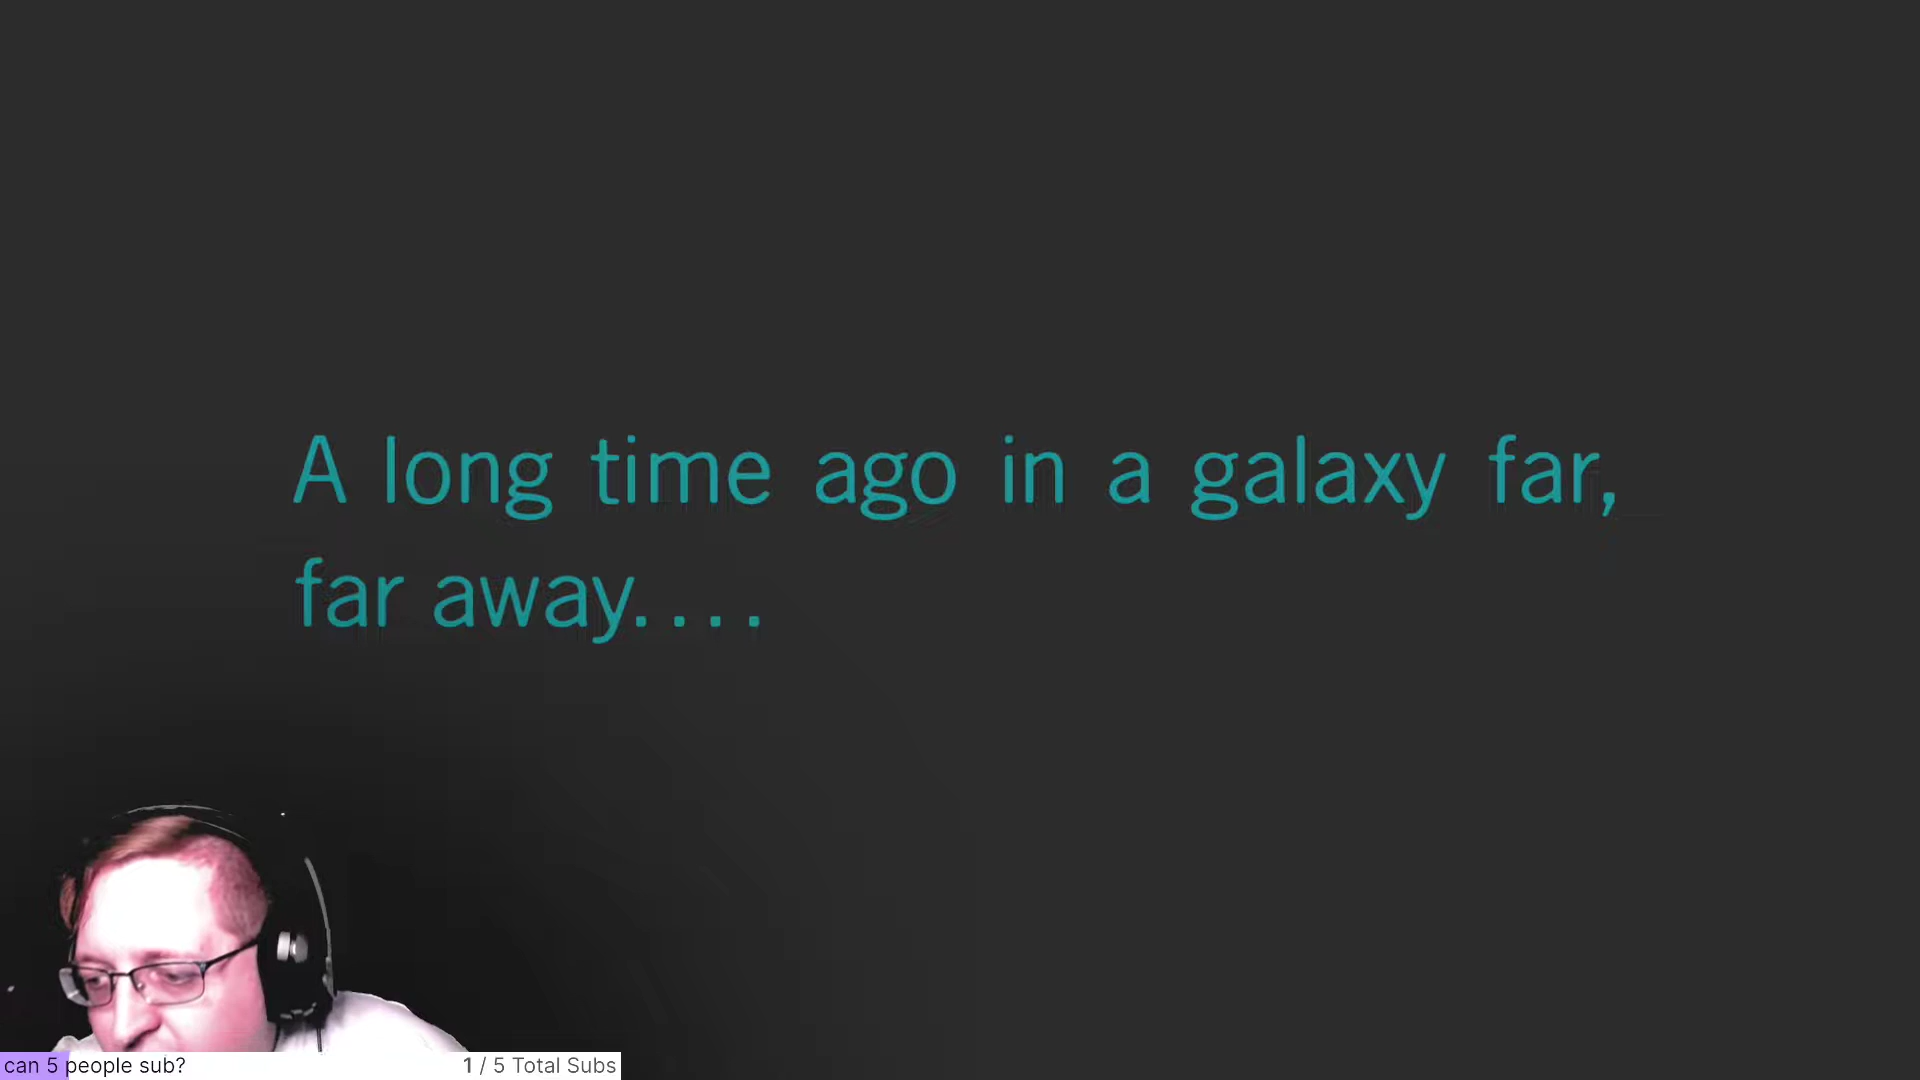 A long time ago in a galaxy far,
far away....
can 5 people sub?
1 / 5 Total Subs